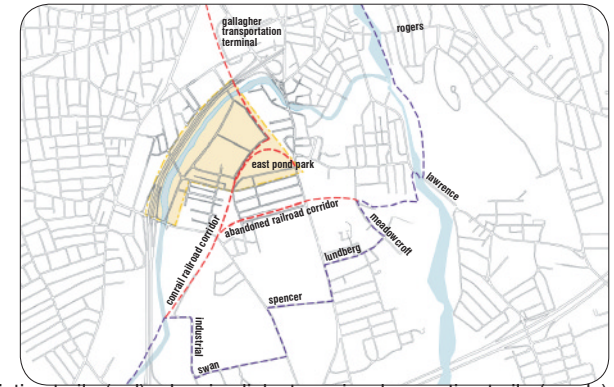 gallagher
transportation
terminal
rogers
east pond park
lawrence
abandoned railroad corridor
meadowcroft
conrail railroad corridor
lundberg
spencer
industrial
swan